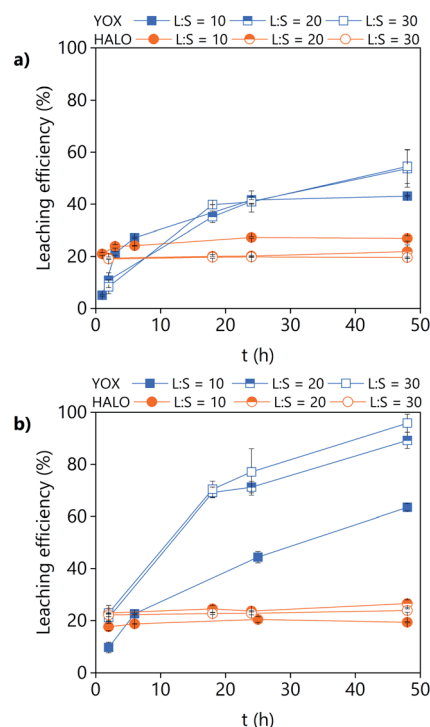 YOX L:S = 10 L:S = 20 L:S = 30
HALO L:S = 10 L:S = 20 L:S = 30
a)
100
80
60
40
20
0
Leaching efficiency (%)
0 10 20 30 40 50
t (h)
YOX L:S = 10 L:S = 20 L:S = 30
HALO L:S = 10 L:S = 20 L:S = 30
b)
100
80
60
40
20
0
Leaching efficiency (%)
0 10 20 30 40 50
t (h)